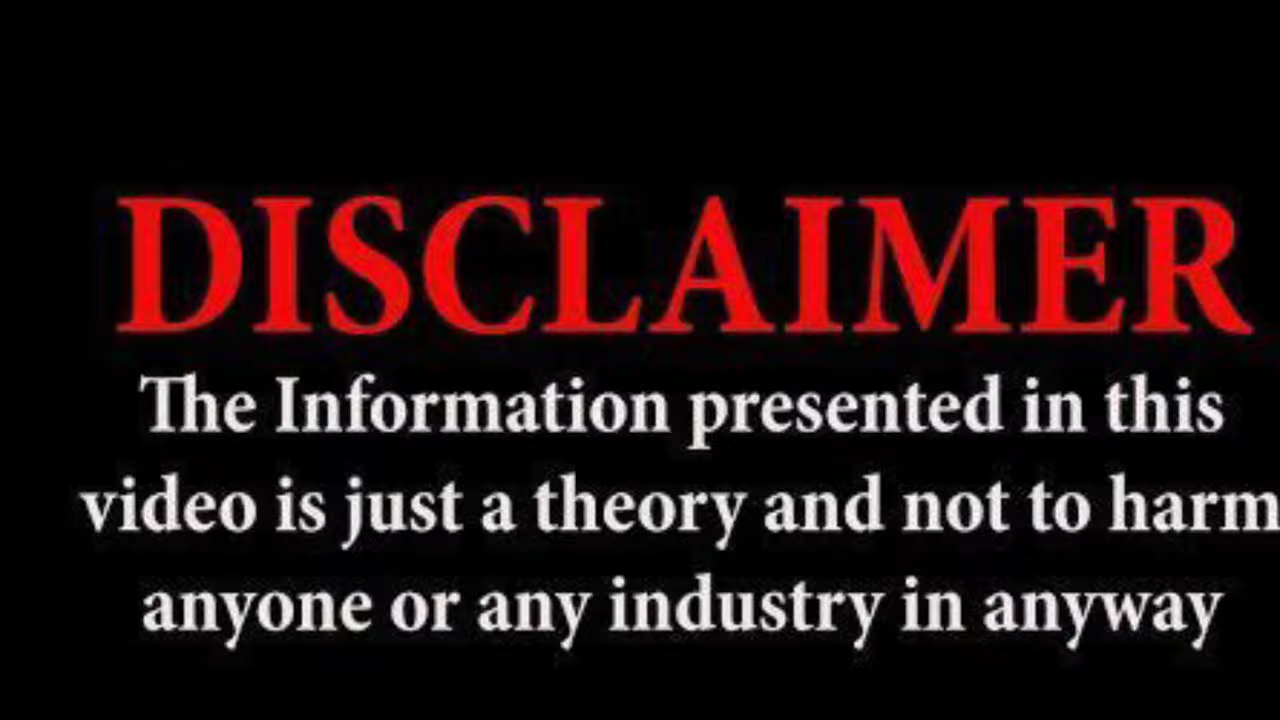 DISCLAIMER
The Information presented in this
video is just a theory and not to harm
anyone or any industry in anyway